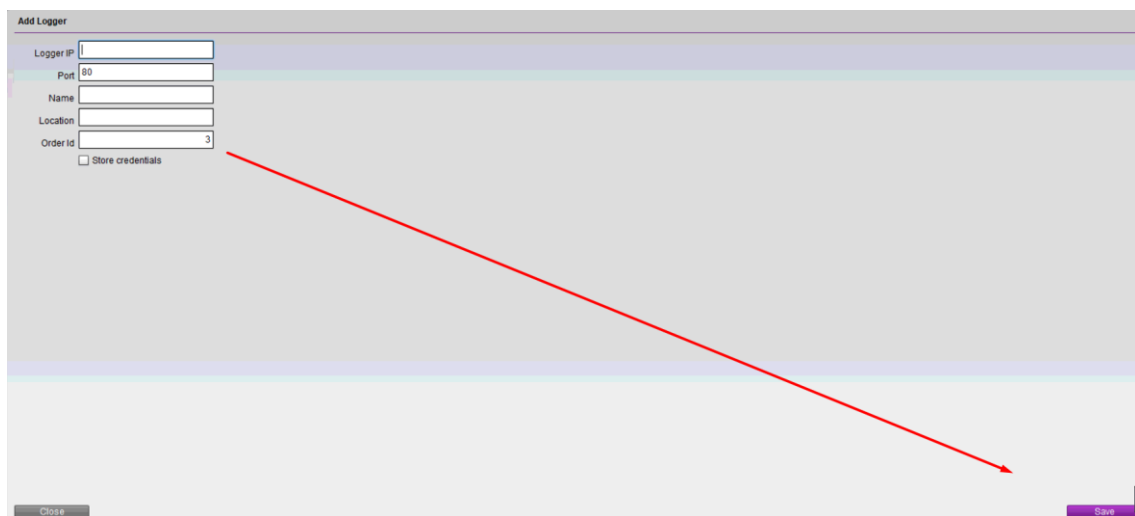 Add Logger
Logger IP
Port 80
Name
Location
Order Id 3
Store credentials
Close Save